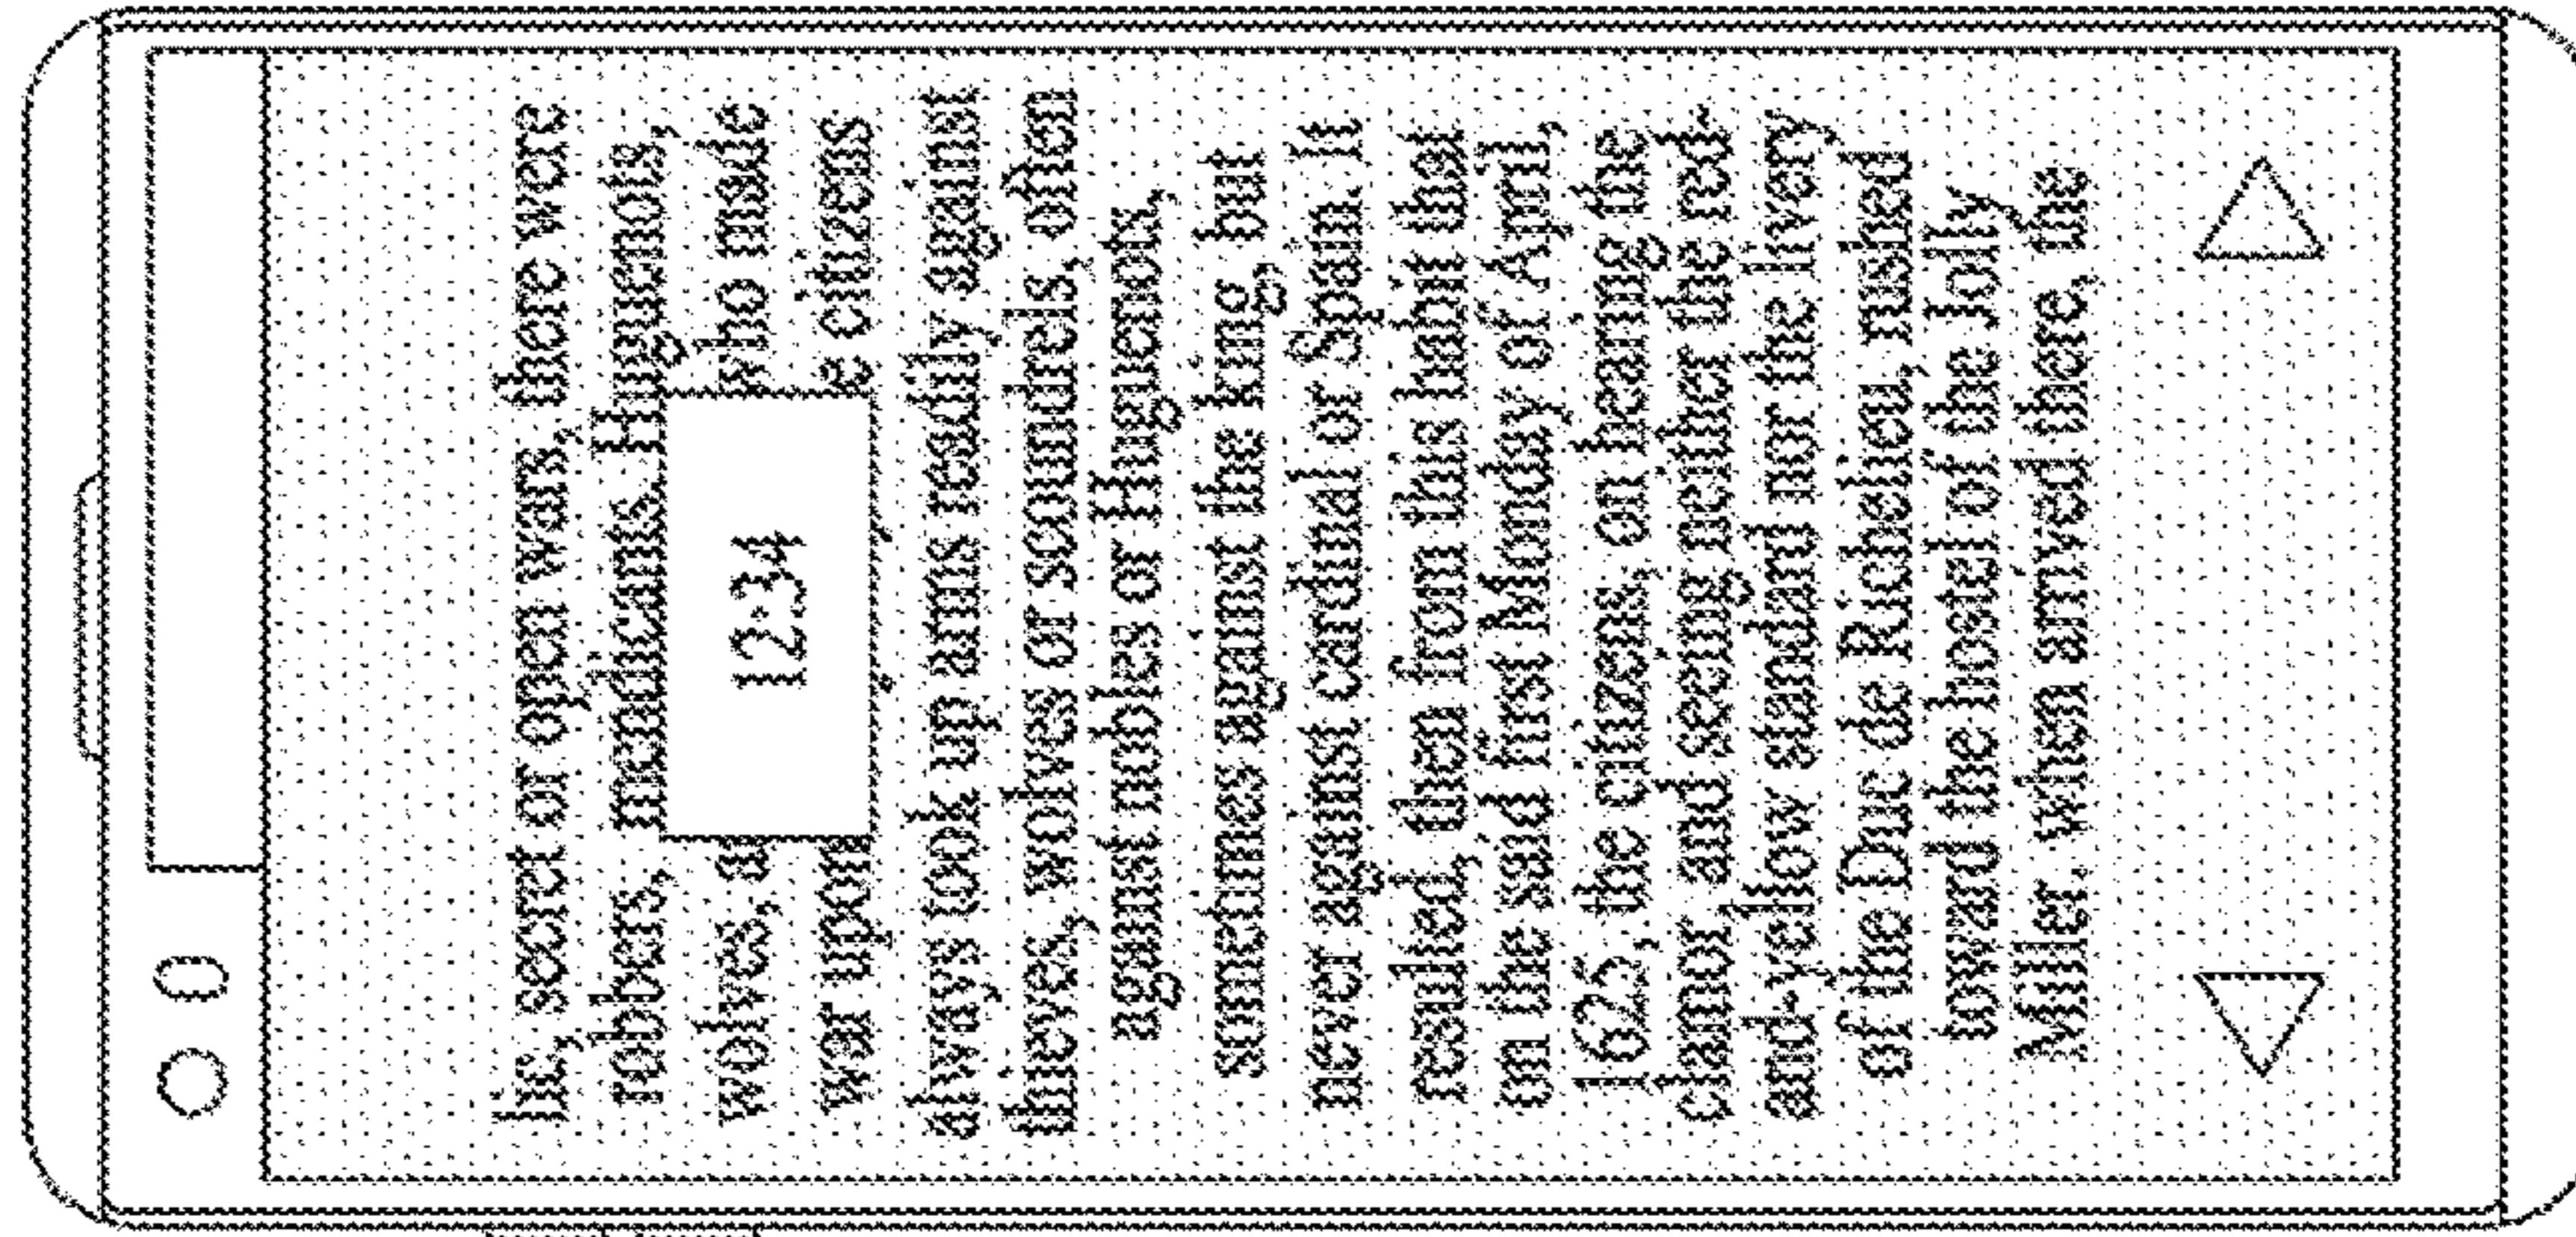 lic, secret or open wars, there were
robbers, mendicants, Huguenots,
wolves, a who made
12:34
war upon e citizens
always took up arms readily against
thieves, wolves or scoundrels, often
against nobles or Huguenots,
sometimes against the king, but
never against cardinal or Spain. It
resulted, then from this habit that
on the said first Monday of April,
1625, the citizens, on hearing the
clamor, and seeing neither the red-
and-yellow standard nor the livery
of the Duc de Richelieu, rushed
toward the hostel of the Jolly
Miller. when arrived there, the